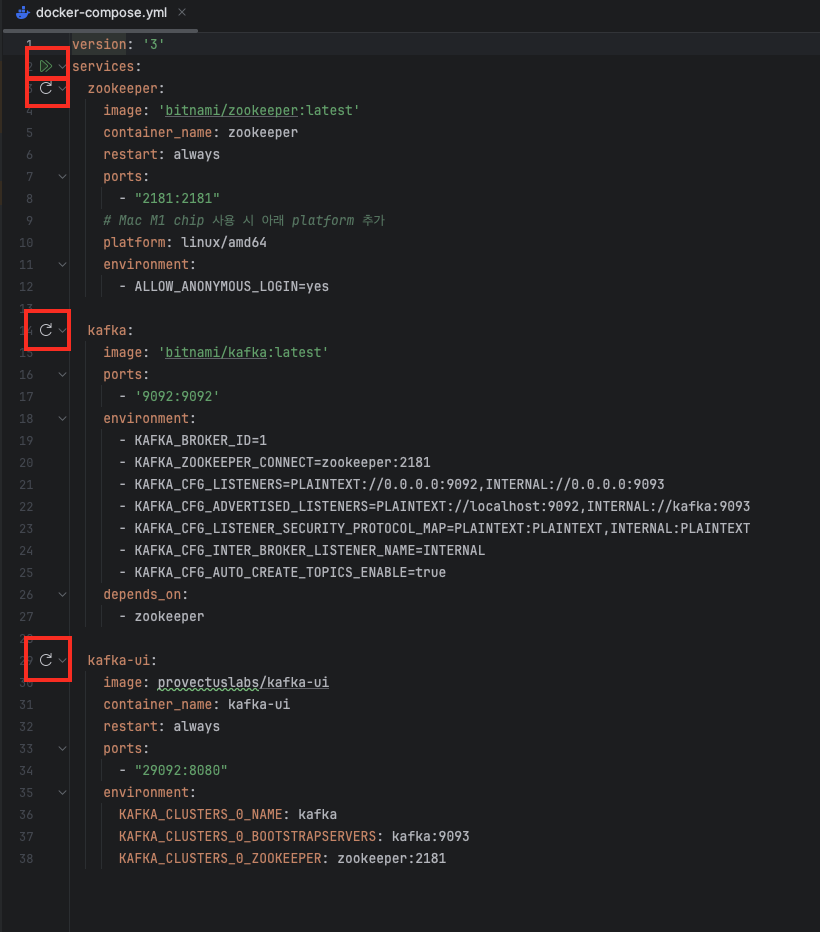 docker-compose.yml
1 version: '3'
2 services:
3 zookeeper:
4 image: 'bitnami/zookeeper:latest'
5 container_name: zookeeper
6 restart: always
7 ports:
8 - "2181:2181"
9 # Mac M1 chip 사용 시 아래 platform 추가
10 platform: linux/amd64
11 environment:
12 - ALLOW_ANONYMOUS_LOGIN=yes
13
14 kafka:
15 image: 'bitnami/kafka:latest'
16 ports:
17 - '9092:9092'
18 environment:
19 - KAFKA_BROKER_ID=1
20 - KAFKA_ZOOKEEPER_CONNECT=zookeeper:2181
21 - KAFKA_CFG_LISTENERS=PLAINTEXT://0.0.0.0:9092,INTERNAL://0.0.0.0:9093
22 - KAFKA_CFG_ADVERTISED_LISTENERS=PLAINTEXT://localhost:9092,INTERNAL://kafka:9093
23 - KAFKA_CFG_LISTENER_SECURITY_PROTOCOL_MAP=PLAINTEXT:PLAINTEXT,INTERNAL:PLAINTEXT
24 - KAFKA_CFG_INTER_BROKER_LISTENER_NAME=INTERNAL
25 - KAFKA_CFG_AUTO_CREATE_TOPICS_ENABLE=true
26 depends_on:
27 - zookeeper
28
29 kafka-ui:
30 image: provectuslabs/kafka-ui
31 container_name: kafka-ui
32 restart: always
33 ports:
34 - "29092:8080"
35 environment:
36 KAFKA_CLUSTERS_0_NAME: kafka
37 KAFKA_CLUSTERS_0_BOOTSTRAPSERVERS: kafka:9093
38 KAFKA_CLUSTERS_0_ZOOKEEPER: zookeeper:2181